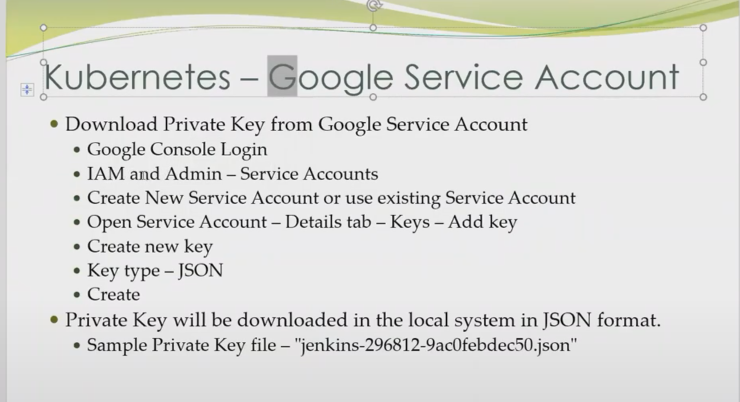 Kubernetes – Google Service Account
• Download Private Key from Google Service Account
• Google Console Login
• IAM and Admin – Service Accounts
• Create New Service Account or use existing Service Account
• Open Service Account – Details tab – Keys – Add key
• Create new key
• Key type – JSON
• Create
• Private Key will be downloaded in the local system in JSON format.
• Sample Private Key file – "jenkins-296812-9ac0febdec50.json"